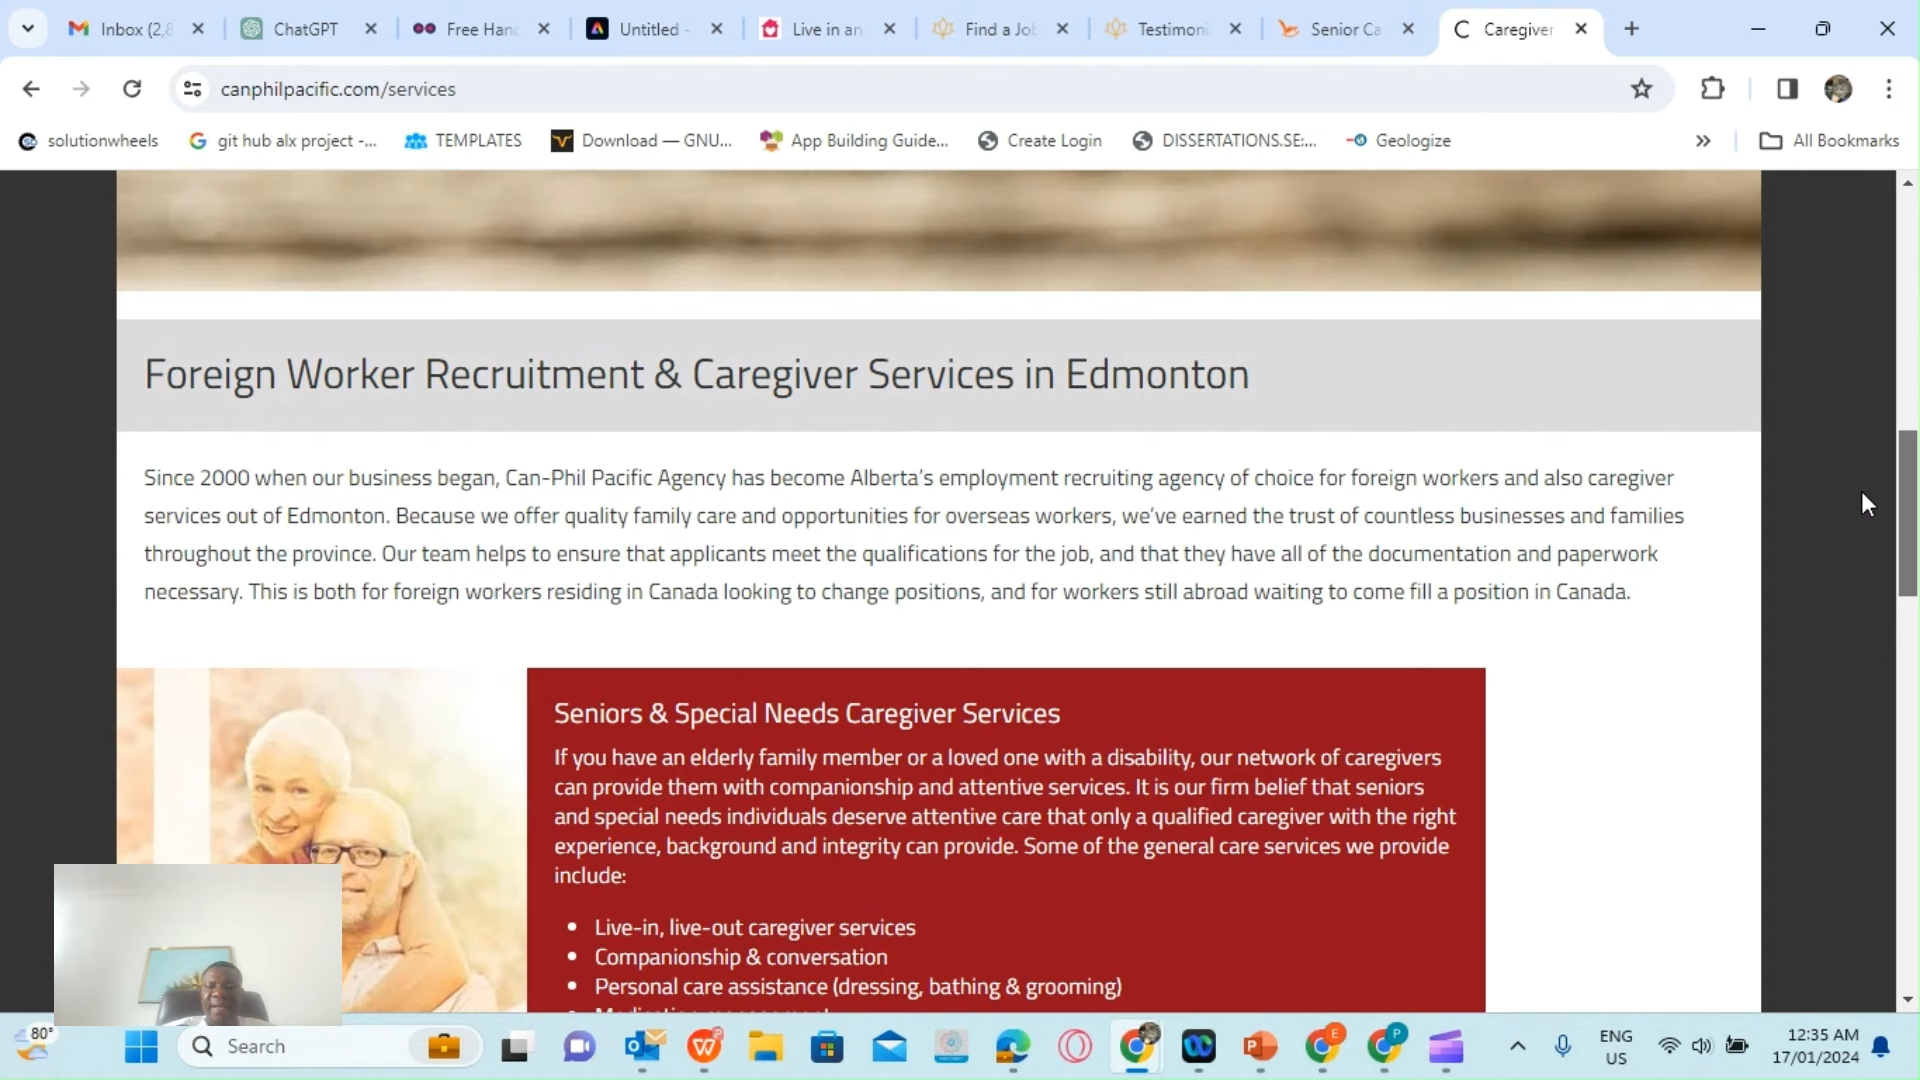 Inbox (2,8
ChatGPT
Free Hand
Untitled -
Live in an
Find a Job
Testimoni
Senior Ca
Caregiver
canphilpacific.com/services
solutionwheels
git hub alx project -...
TEMPLATES
Download — GNU...
App Building Guide...
Create Login
DISSERTATIONS.SE:...
Geologize
All Bookmarks
Foreign Worker Recruitment & Caregiver Services in Edmonton
Since 2000 when our business began, Can-Phil Pacific Agency has become Alberta’s employment recruiting agency of choice for foreign workers and also caregiver
services out of Edmonton. Because we offer quality family care and opportunities for overseas workers, we’ve earned the trust of countless businesses and families
throughout the province. Our team helps to ensure that applicants meet the qualifications for the job, and that they have all of the documentation and paperwork
necessary. This is both for foreign workers residing in Canada looking to change positions, and for workers still abroad waiting to come fill a position in Canada.
Seniors & Special Needs Caregiver Services
If you have an elderly family member or a loved one with a disability, our network of caregivers
can provide them with companionship and attentive services. It is our firm belief that seniors
and special needs individuals deserve attentive care that only a qualified caregiver with the right
experience, background and integrity can provide. Some of the general care services we provide
include:
• Live-in, live-out caregiver services
• Companionship & conversation
• Personal care assistance (dressing, bathing & grooming)
80°
Search
ENG
US
12:35 AM
17/01/2024